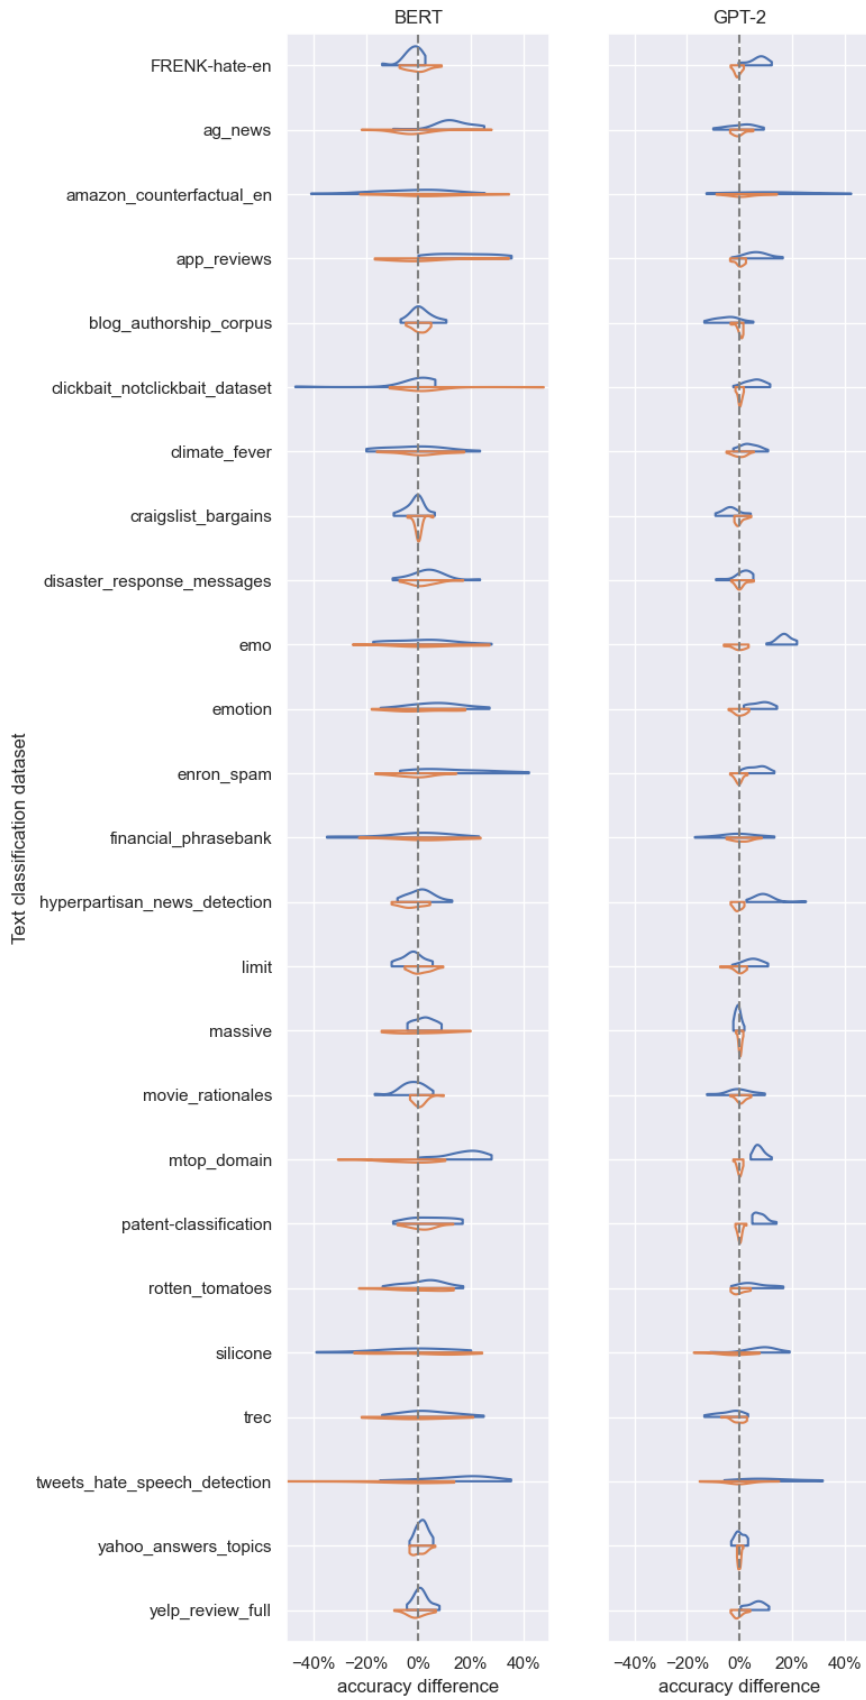 BERT
GPT-2
FRENK-hate-en
ag_news
amazon_counterfactual_en
app_reviews
blog_authorship_corpus
clickbait_notclickbait_dataset
climate_fever
craigslist_bargains
disaster_response_messages
emo
emotion
enron_spam
financial_phrasebank
hyperpartisan_news_detection
limit
massive
movie_rationales
mtop_domain
patent-classification
rotten_tomatoes
silicone
trec
tweets_hate_speech_detection
yahoo_answers_topics
yelp_review_full
Text classification dataset
−40% −20% 0% 20% 40%
accuracy difference
−40% −20% 0% 20% 40%
accuracy difference